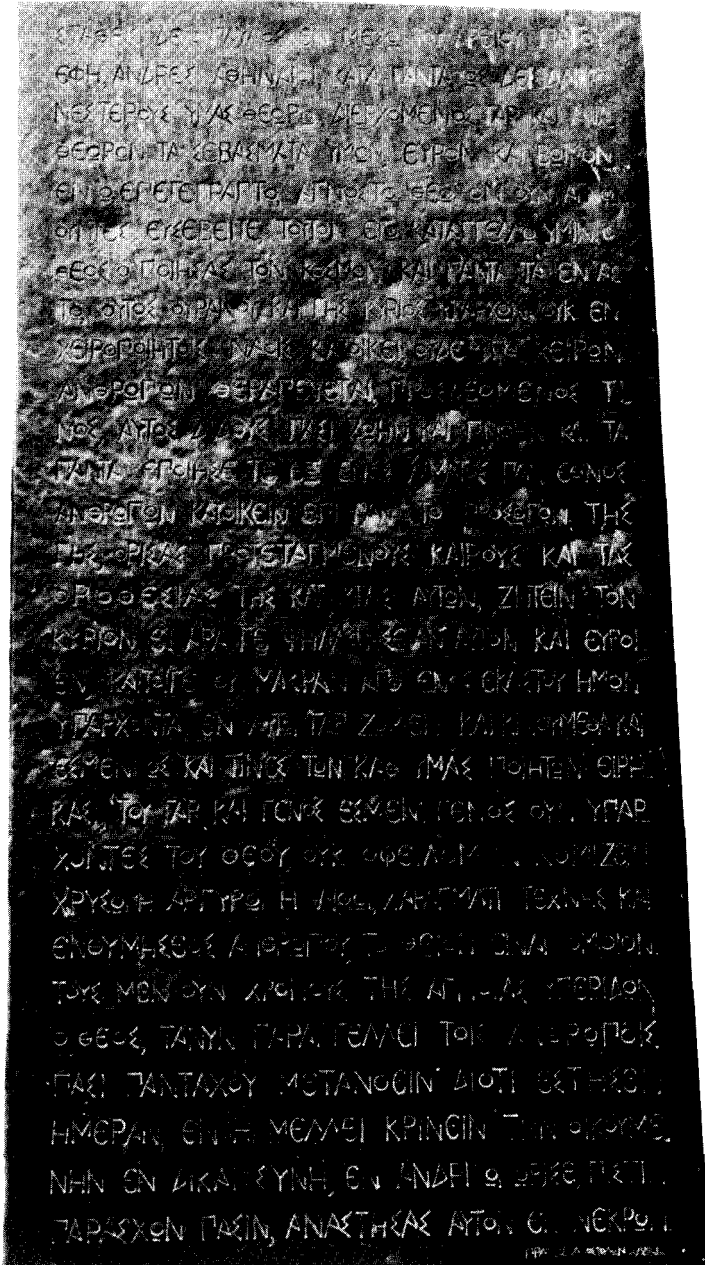 ΣΤΑΘΕΙΣ ΔΕ Ο ΠΑΥΛΟΣ ΕΝ ΜΕΣΩ ΤΟΥ ΑΡΕΙΟΥ ΠΑΓΟΥ
ΕΦΗ, ΑΝΔΡΕΣ ΑΘΗΝΑΙΟΙ, ΚΑΤΑ ΠΑΝΤΑ ΩΣ ΔΕΙΣΙΔΑΙΜΟ
ΝΕΣΤΕΡΟΥΣ ΥΜΑΣ ΘΕΩΡΩ, ΔΙΕΡΧΟΜΕΝΟΣ ΓΑΡ ΚΑΙ ΑΝΑ
ΘΕΩΡΩΝ ΤΑ ΣΕΒΑΣΜΑΤΑ ΥΜΩΝ, ΕΥΡΟΝ ΚΑΙ ΒΩΜΟΝ
ΕΝ Ω ΕΠΕΓΕΓΡΑΠΤΟ, ΑΓΝΩΣΤΩ ΘΕΩ, ΟΝ ΟΥΝ ΑΓΝΟ
ΟΥΝΤΕΣ ΕΥΣΕΒΕΙΤΕ ΤΟΥΤΟΝ ΕΓΩ ΚΑΤΑΓΓΕΛΛΩ ΥΜΙΝ, Ο
ΘΕΟΣ Ο ΠΟΙΗΣΑΣ ΤΟΝ ΚΟΣΜΟΝ ΚΑΙ ΠΑΝΤΑ ΤΑ ΕΝ ΑΥ
ΤΩ, ΟΥΤΟΣ ΟΥΡΑΝΟΥ ΚΑΙ ΓΗΣ ΚΥΡΙΟΣ ΥΠΑΡΧΩΝ, ΟΥΚ ΕΝ
ΧΕΙΡΟΠΟΙΗΤΟΙΣ ΝΑΟΙΣ ΚΑΤΟΙΚΕΙ, ΟΥΔΕ ΥΠΟ ΧΕΙΡΩΝ
ΑΝΘΡΩΠΩΝ ΘΕΡΑΠΕΥΕΤΑΙ, ΠΡΟΣΔΕΟΜΕΝΟΣ ΤΙ
ΝΟΣ, ΑΥΤΟΣ ΔΙΔΟΥΣ ΠΑΣΙ ΖΩΗΝ ΚΑΙ ΠΝΟΗΝ ΚΑΙ ΤΑ
ΠΑΝΤΑ ΕΠΟΙΗΣΕ ΤΕ ΕΞ ΕΝΟΣ ΑΙΜΑΤΟΣ ΠΑΝ ΕΘΝΟΣ
ΑΝΘΡΩΠΩΝ ΚΑΤΟΙΚΕΙΝ ΕΠΙ ΠΑΝ ΤΟ ΠΡΟΣΩΠΟΝ ΤΗΣ
ΓΗΣ, ΟΡΙΣΑΣ ΠΡΟΤΕΤΑΓΜΕΝΟΥΣ ΚΑΙΡΟΥΣ ΚΑΙ ΤΑΣ
ΟΡΙΟΘΕΣΙΑΣ ΤΗΣ ΚΑΤΟΙΚΙΑΣ ΑΥΤΩΝ, ΖΗΤΕΙΝ ΤΟΝ
ΚΥΡΙΟΝ ΕΙ ΑΡΑ ΓΕ ΨΗΛΑΦΗΣΕΙΑΝ ΑΥΤΟΝ ΚΑΙ ΕΥΡΟΙ
ΕΝ, ΚΑΙΤΟΙΓΕ ΟΥ ΜΑΚΡΑΝ ΑΠΟ ΕΝΟΣ ΕΚΑΣΤΟΥ ΗΜΩΝ
ΥΠΑΡΧΟΝΤΑ, ΕΝ ΑΥΤΩ ΓΑΡ ΖΩΜΕΝ ΚΑΙ ΚΙΝΟΥΜΕΘΑ ΚΑΙ
ΕΣΜΕΝ ΩΣ ΚΑΙ ΤΙΝΕΣ ΤΩΝ ΚΑΘ ΥΜΑΣ ΠΟΙΗΤΩΝ ΕΙΡΗ
ΚΑΣΙ, ΤΟΥ ΓΑΡ ΚΑΙ ΓΕΝΟΣ ΕΣΜΕΝ, ΓΕΝΟΣ ΟΥΝ ΥΠΑΡ
ΧΟΝΤΕΣ ΤΟΥ ΘΕΟΥ ΟΥΚ ΟΦΕΙΛΟΜΕΝ ΝΟΜΙΖΕΙΝ
ΧΡΥΣΩ, Η ΑΡΓΥΡΩ, Η ΛΙΘΩ, ΧΑΡΑΓΜΑΤΙ ΤΕΧΝΗΣ ΚΑΙ
ΕΝΘΥΜΗΣΕΩΣ ΑΝΘΡΩΠΟΥ, ΤΟ ΘΕΙΟΝ ΕΙΝΑΙ ΟΜΟΙΟΝ.
ΤΟΥΣ ΜΕΝ ΟΥΝ ΧΡΟΝΟΥΣ ΤΗΣ ΑΓΝΟΙΑΣ ΥΠΕΡΙΔΩΝ
Ο ΘΕΟΣ, ΤΑΝΥΝ ΠΑΡΑΓΓΕΛΛΕΙ ΤΟΙΣ ΑΝΘΡΩΠΟΙΣ
ΠΑΣΙ ΠΑΝΤΑΧΟΥ ΜΕΤΑΝΟΕΙΝ ΔΙΟΤΙ ΕΣΤΗΣΕΝ
ΗΜΕΡΑΝ, ΕΝ Η ΜΕΛΛΕΙ ΚΡΙΝΕΙΝ ΤΗΝ ΟΙΚΟΥΜΕ
ΝΗΝ ΕΝ ΔΙΚΑΙΟΣΥΝΗ, ΕΝ ΑΝΔΡΙ Ω ΩΡΙΣΕ, ΠΙΣΤΙΝ
ΠΑΡΑΣΧΩΝ ΠΑΣΙΝ, ΑΝΑΣΤΗΣΑΣ ΑΥΤΟΝ ΕΚ ΝΕΚΡΩΝ